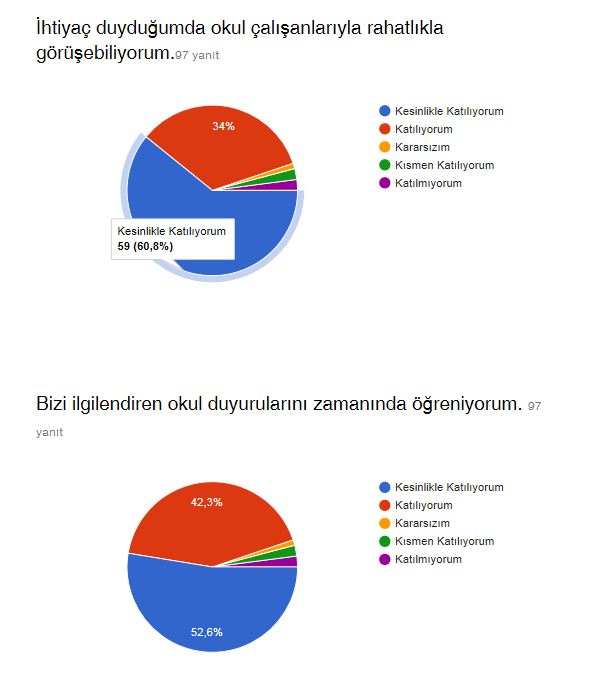 İhtiyaç duyduğumda okul çalışanlarıyla rahatlıkla
görüşebiliyorum.97 yanıt
34%
Kesinlikle Katılıyorum
Katılıyorum
Kararsızım
Kısmen Katılıyorum
Katılmıyorum
Kesinlikle Katılıyorum
59 (60,8%)
Bizi ilgilendiren okul duyurularını zamanında öğreniyorum. 97
yanıt
42,3%
52,6%
Kesinlikle Katılıyorum
Katılıyorum
Kararsızım
Kısmen Katılıyorum
Katılmıyorum